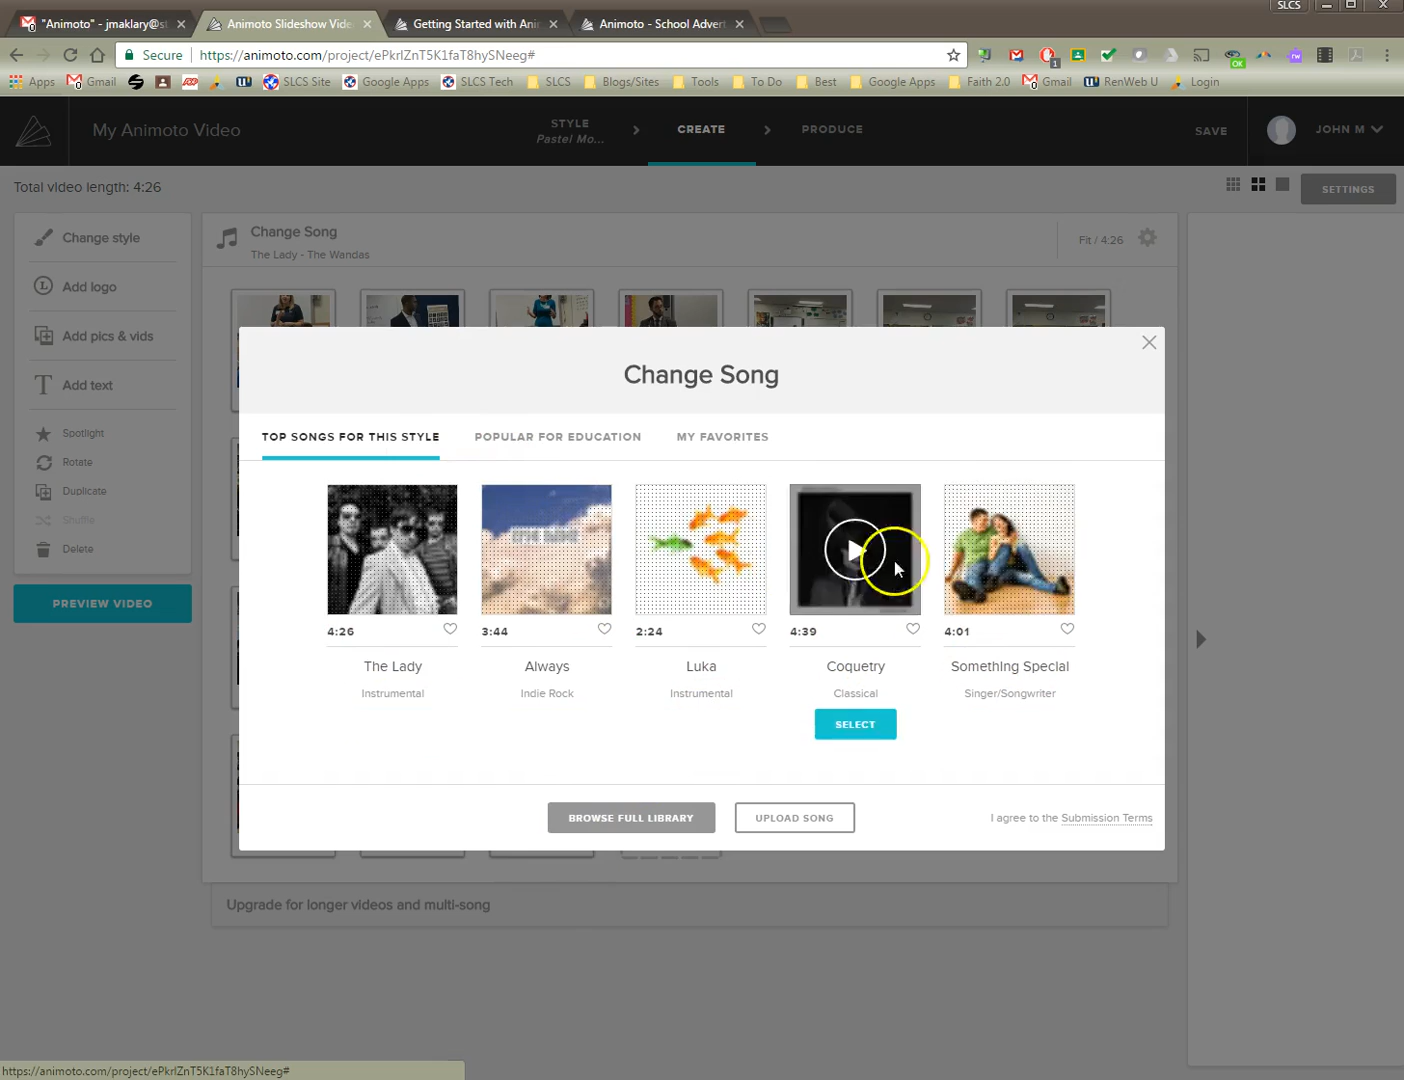 SLCS
"Animoto" - jmaklary@st
Animoto Slideshow Vide
Getting Started with Ani
Animoto - School Advert
Secure
https://animoto.com/project/ePkrlZnT5K1faT8hySNeeg#
Apps
Gmail
SLCS Site
Google Apps
SLCS Tech
SLCS
Blogs/Sites
Tools
To Do
Best
Google Apps
Faith 2.0
Gmail
RenWeb U
Login
My Animoto Video
STYLE
Pastel Mo...
CREATE
PRODUCE
SAVE
JOHN M
Total video length: 4:26
SETTINGS
Change style
Add logo
Add pics & vids
Add text
Spotlight
Rotate
Duplicate
Shuffle
Delete
PREVIEW VIDEO
Change Song
The Lady - The Wandas
Fit / 4:26
Change Song
TOP SONGS FOR THIS STYLE
POPULAR FOR EDUCATION
MY FAVORITES
4:26
3:44
2:24
4:39
4:01
The Lady
Always
Luka
Coquetry
Something Special
Instrumental
Indie Rock
Instrumental
Classical
Singer/Songwriter
SELECT
BROWSE FULL LIBRARY
UPLOAD SONG
I agree to the Submission Terms
Upgrade for longer videos and multi-song
https://animoto.com/project/ePkrlZnT5K1faT8hySNeeg#